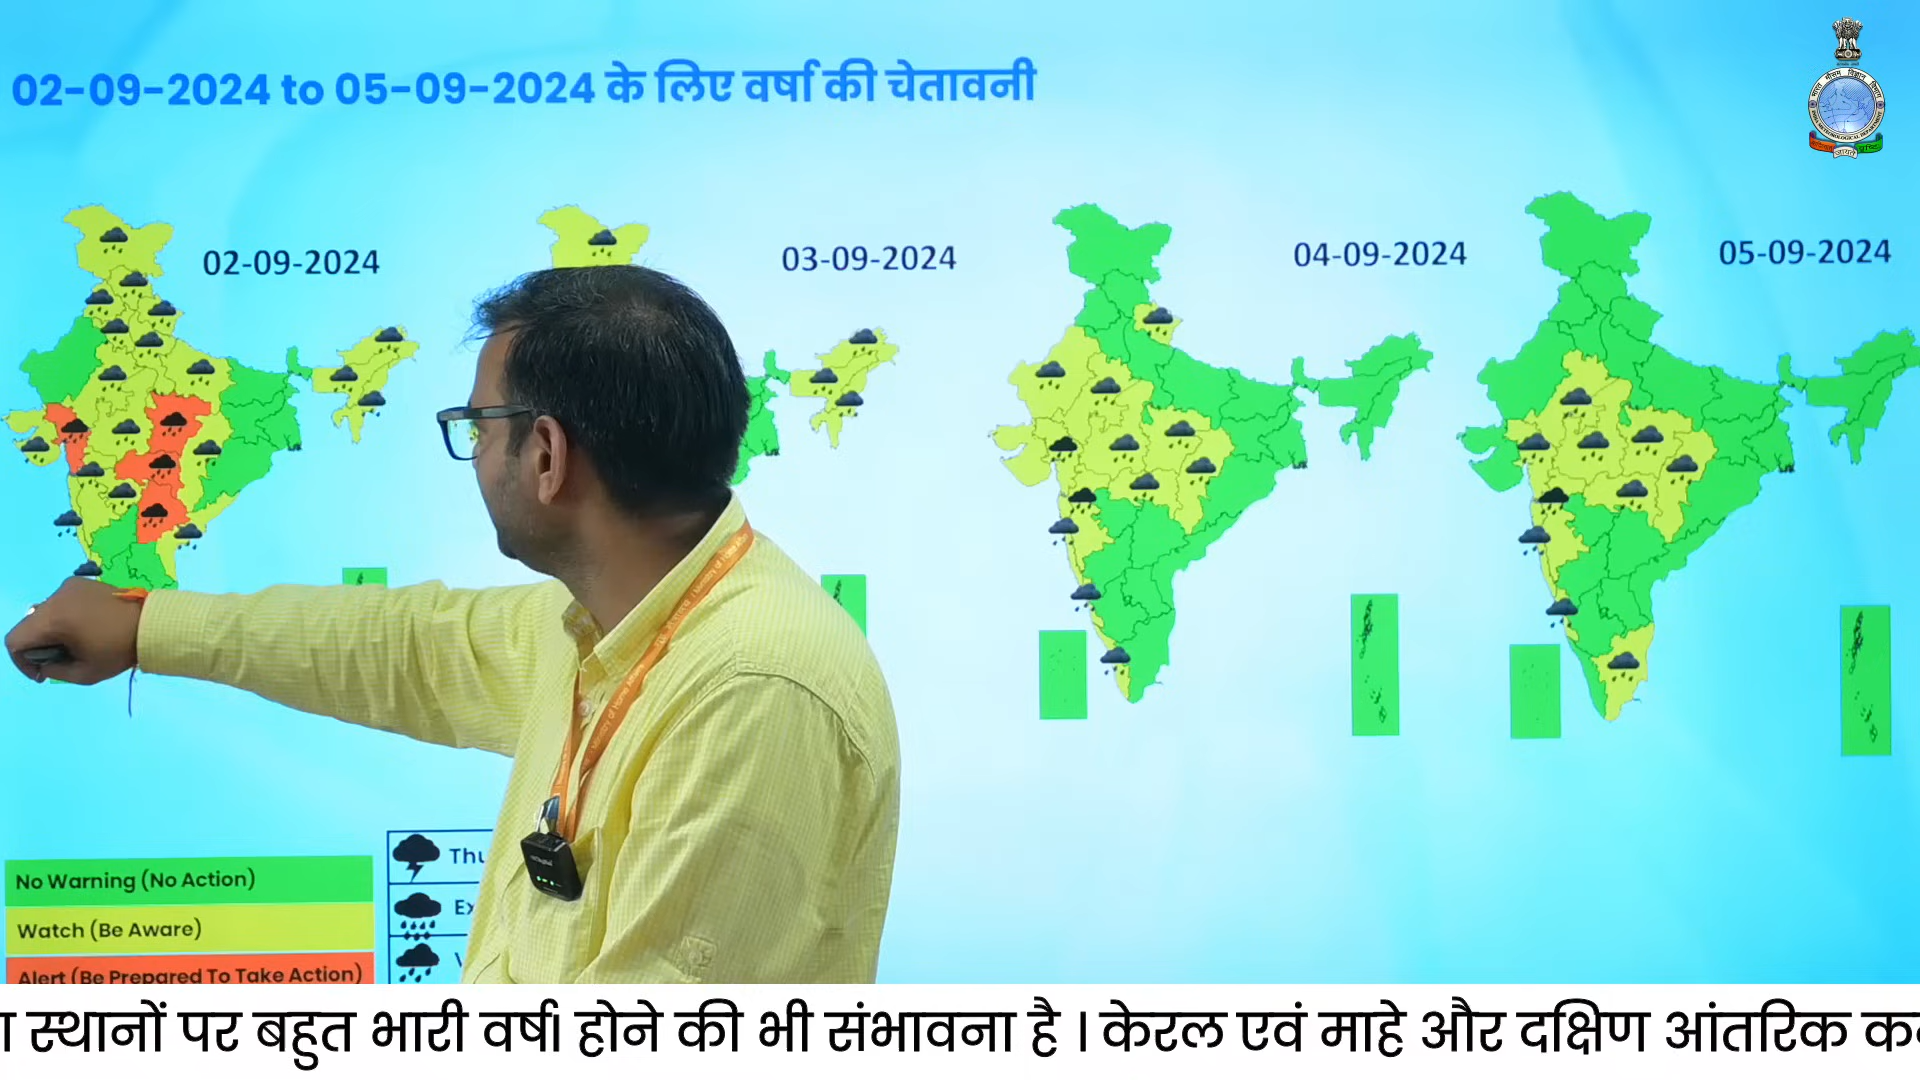 02-09-2024 to 05-09-2024 के लिए वर्षा की चेतावनी
02-09-2024
03-09-2024
04-09-2024
05-09-2024
No Warning (No Action)
Watch (Be Aware)
Alert (Be Prepared To Take Action)
स्थानों पर बहुत भारी वर्षा होने की भी संभावना है । केरल एवं माहे और दक्षिण आंतरिक